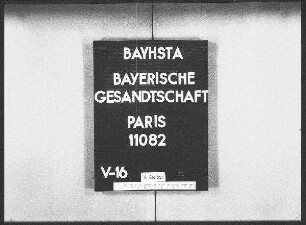 BAYHSTA
BAYERISCHE
GESANDTSCHAFT
PARIS
11082
V-16